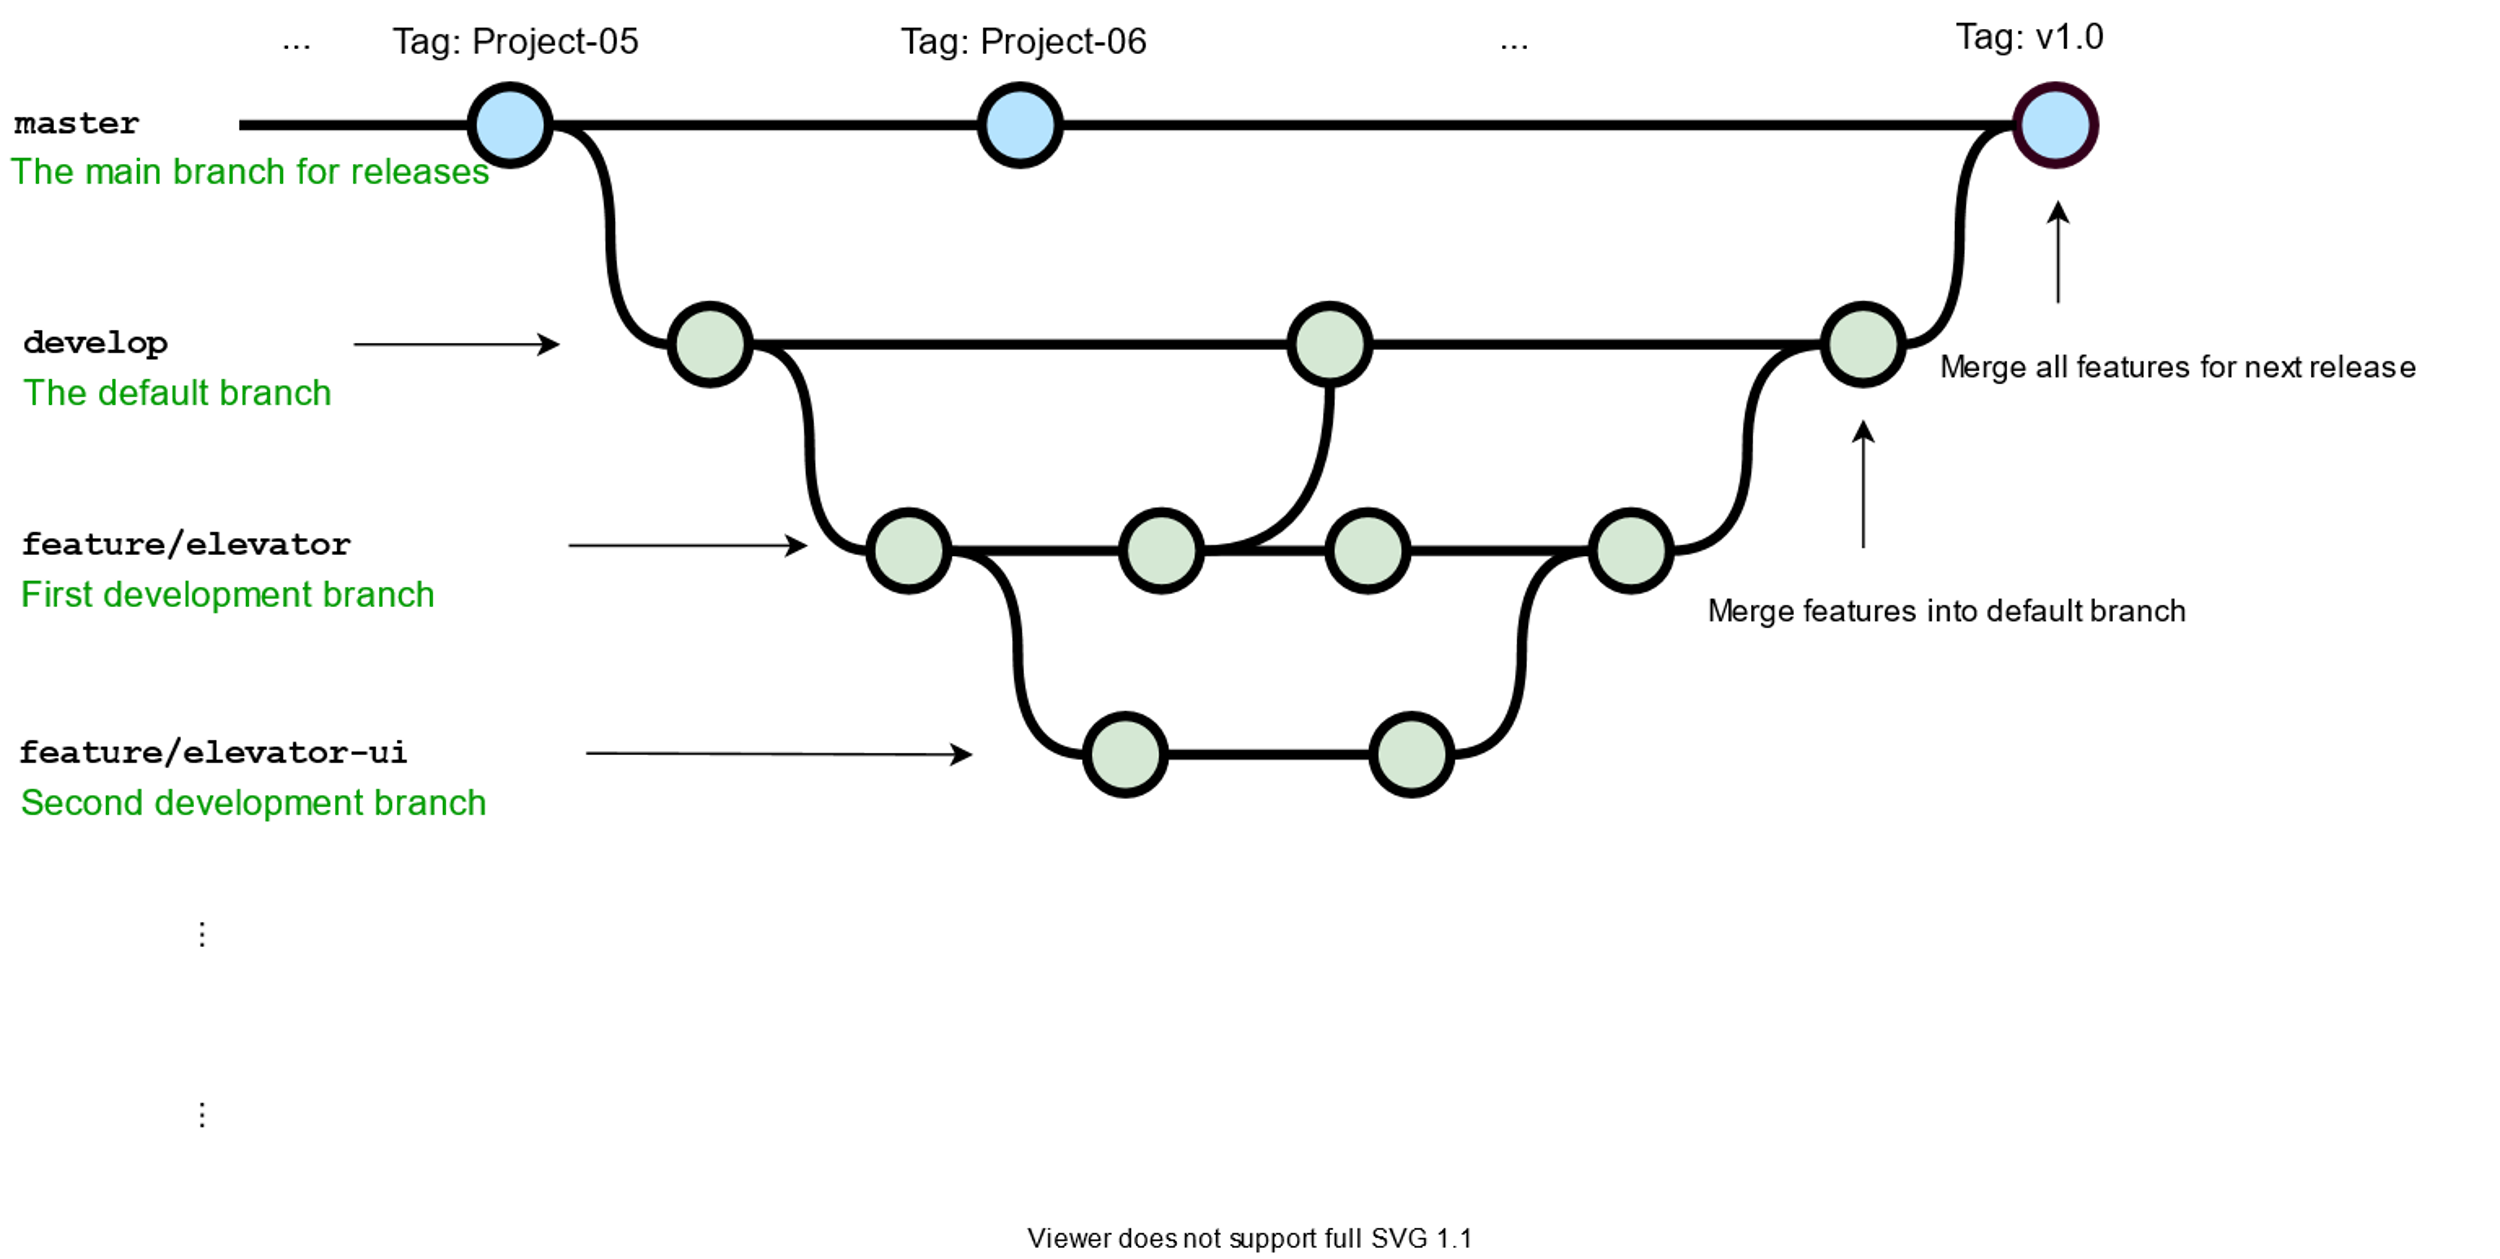 ... Tag: Project-05 Tag: Project-06 ... Tag: v1.0
master
The main branch for releases
develop
The default branch
Merge all features for next release
feature/elevator
First development branch
Merge features into default branch
feature/elevator-ui
Second development branch
⋮
⋮
Viewer does not support full SVG 1.1